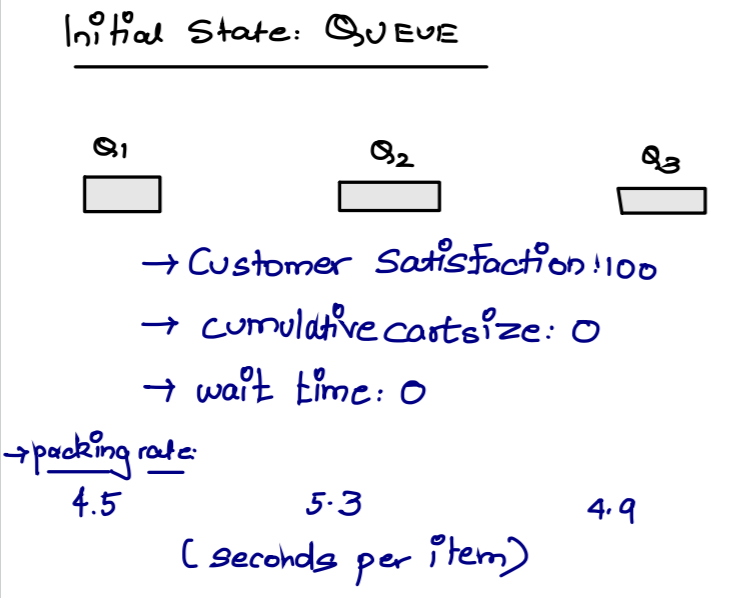 Initial State: QUEUE
Q1 Q2 Q3
→ Customer Satisfaction: 100
→ cumulative cartsize: 0
→ wait time: 0
→ packing rate:
4.5 5.3 4.9
(seconds per item)